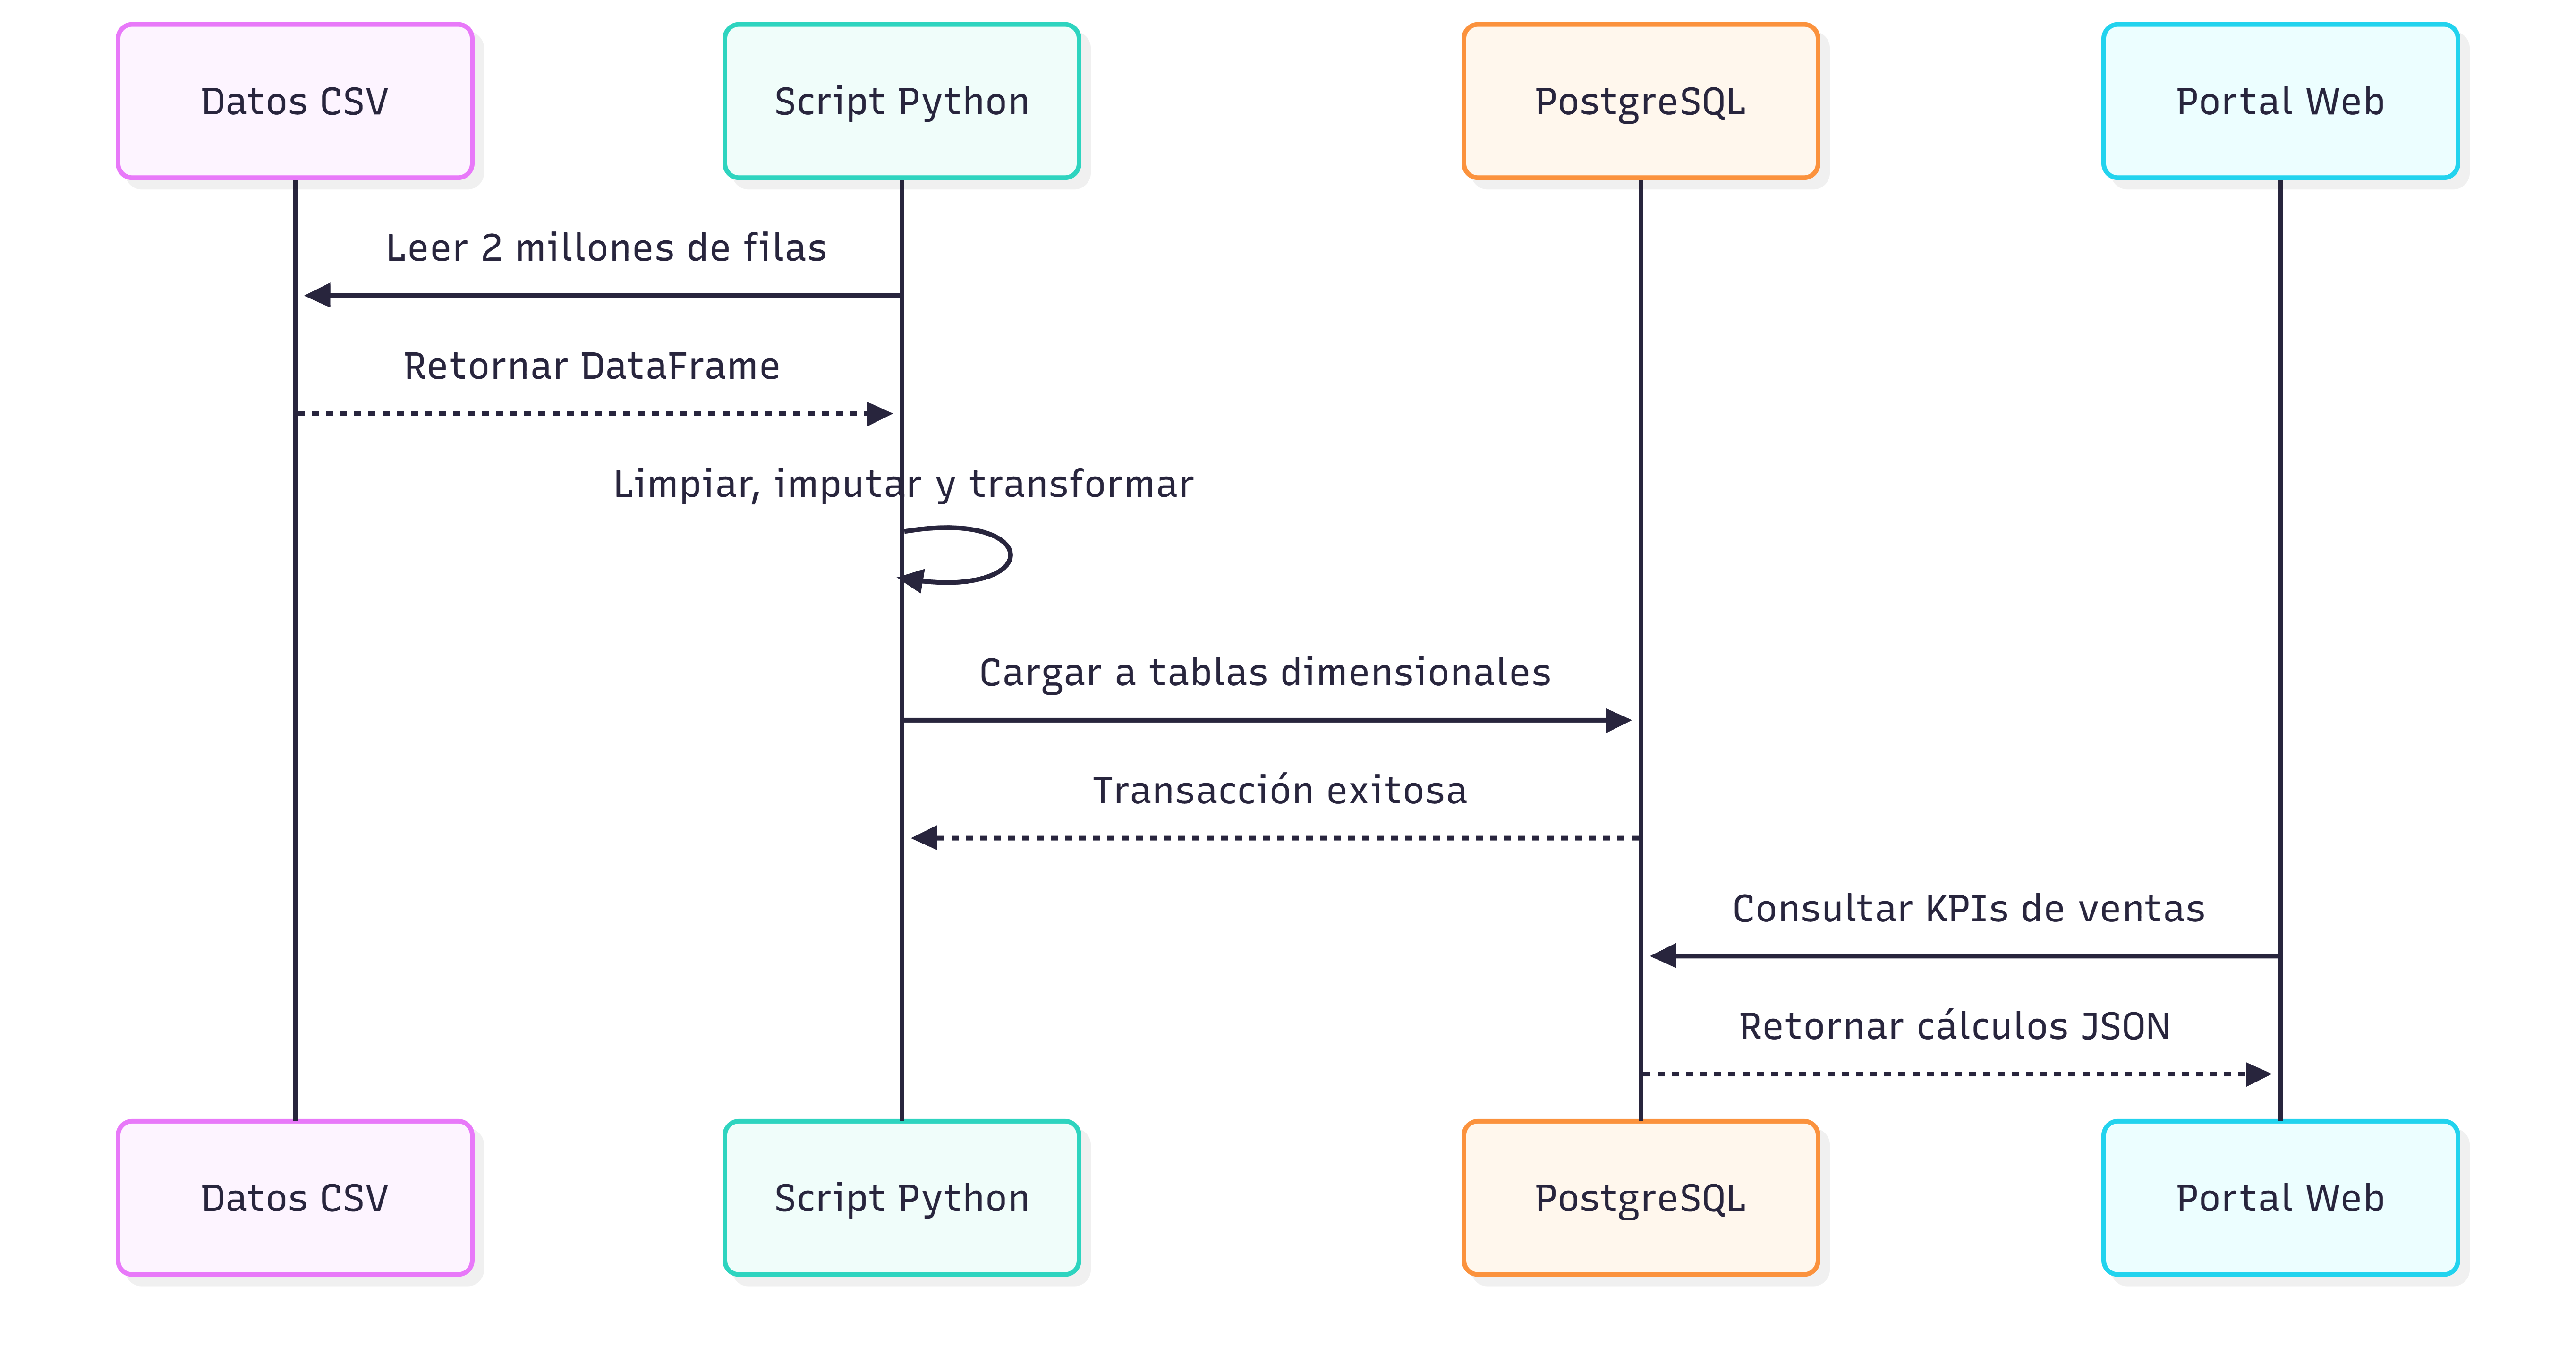 Datos CSV
Script Python
PostgreSQL
Portal Web
Leer 2 millones de filas
Retornar DataFrame
Limpiar, imputar y transformar
Cargar a tablas dimensionales
Transacción exitosa
Consultar KPIs de ventas
Retornar cálculos JSON
Datos CSV
Script Python
PostgreSQL
Portal Web